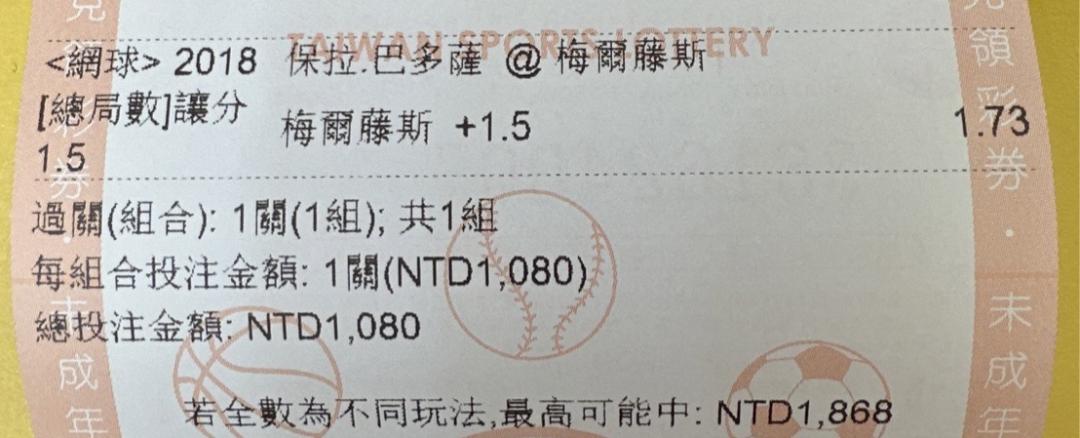 TAIWAN SPORTS LOTTERY
<網球> 2018 保拉.巴多薩 @ 梅爾藤斯
[總局數]讓分
1.5
梅爾藤斯 +1.5 1.73
過關(組合): 1關(1組); 共1組
每組合投注金額: 1關(NTD1,080)
總投注金額: NTD1,080
若全數為不同玩法,最高可能中: NTD1,868
領彩券・未成年